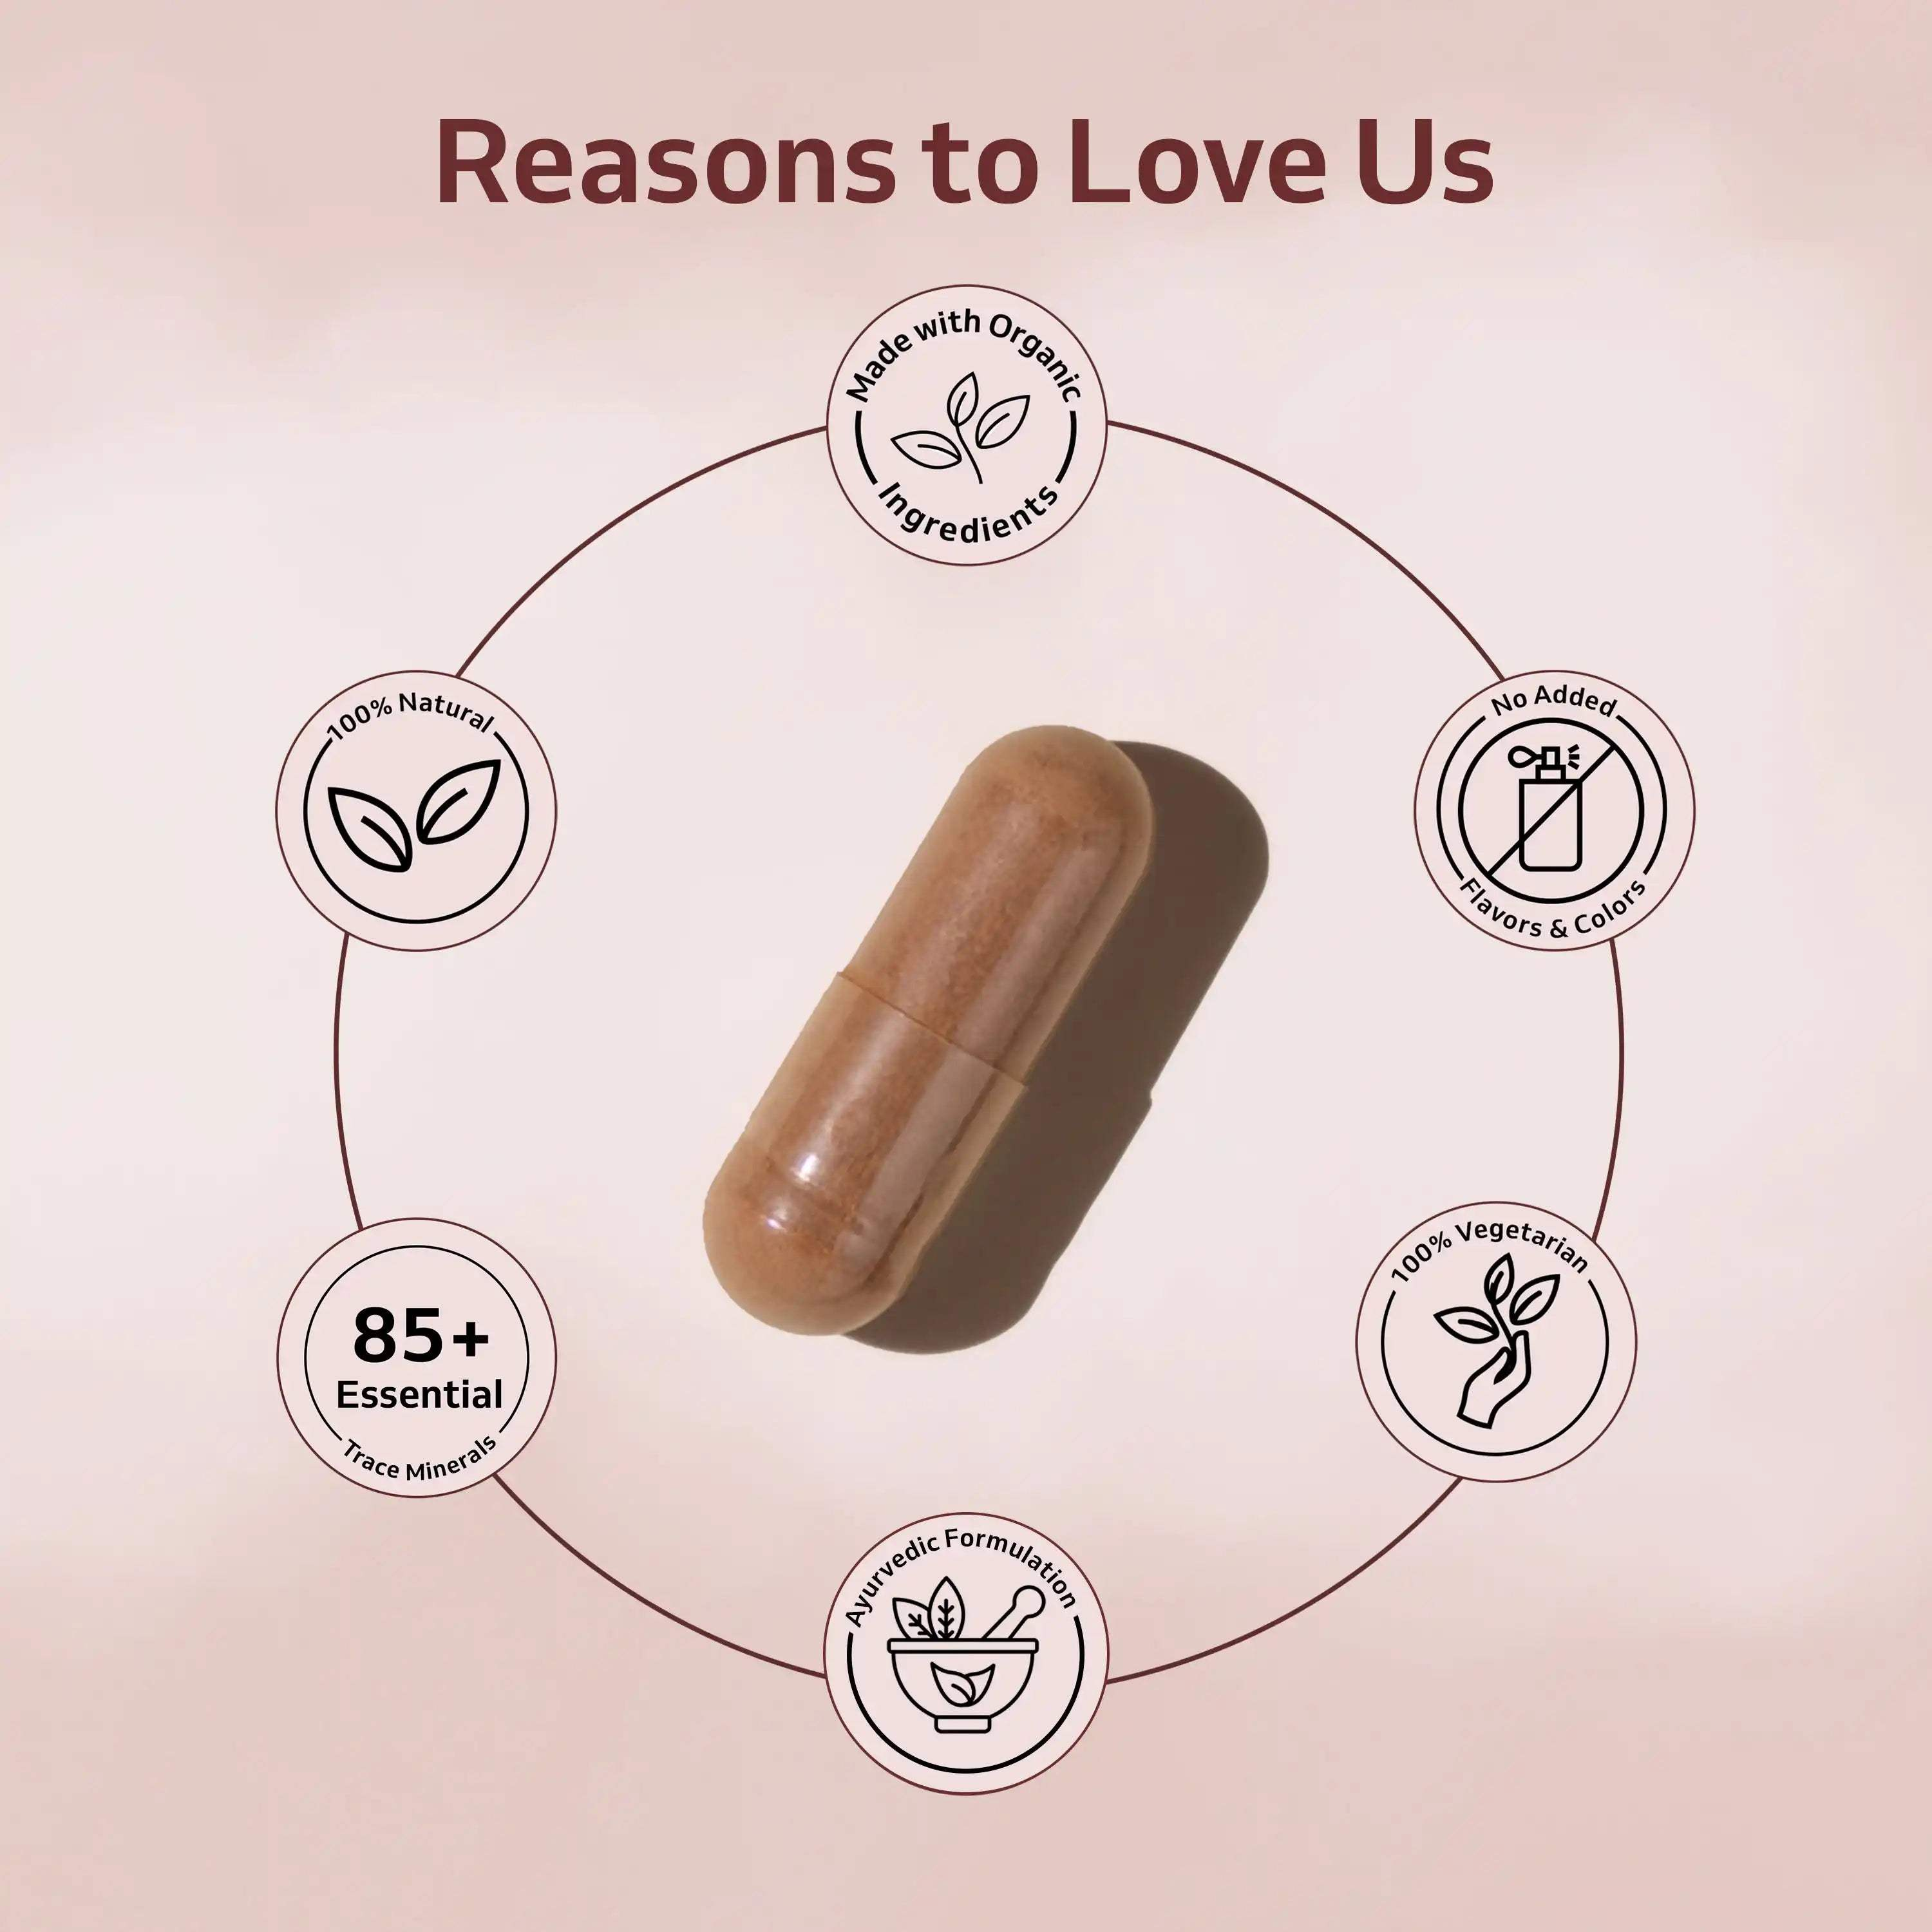 Reasons to Love Us
Made with Organic
Ingredients
100% Natural
No Added
Flavors & Colors
85+
Essential
Trace Minerals
100% Vegetarian
Ayurvedic Formulation